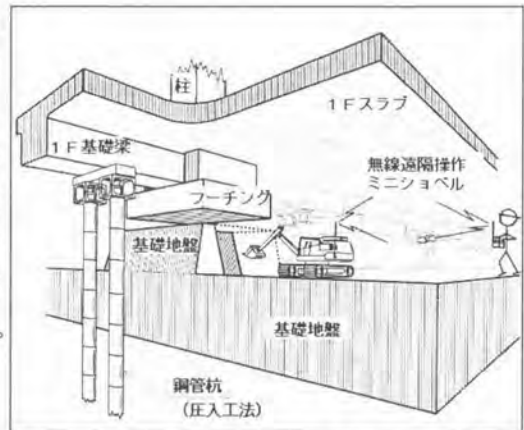 柱
1Fスラブ
1F基礎梁
無線遠隔操作
ミニショベル
フーチング
基礎地盤
基礎地盤
鋼管杭
(圧入工法)